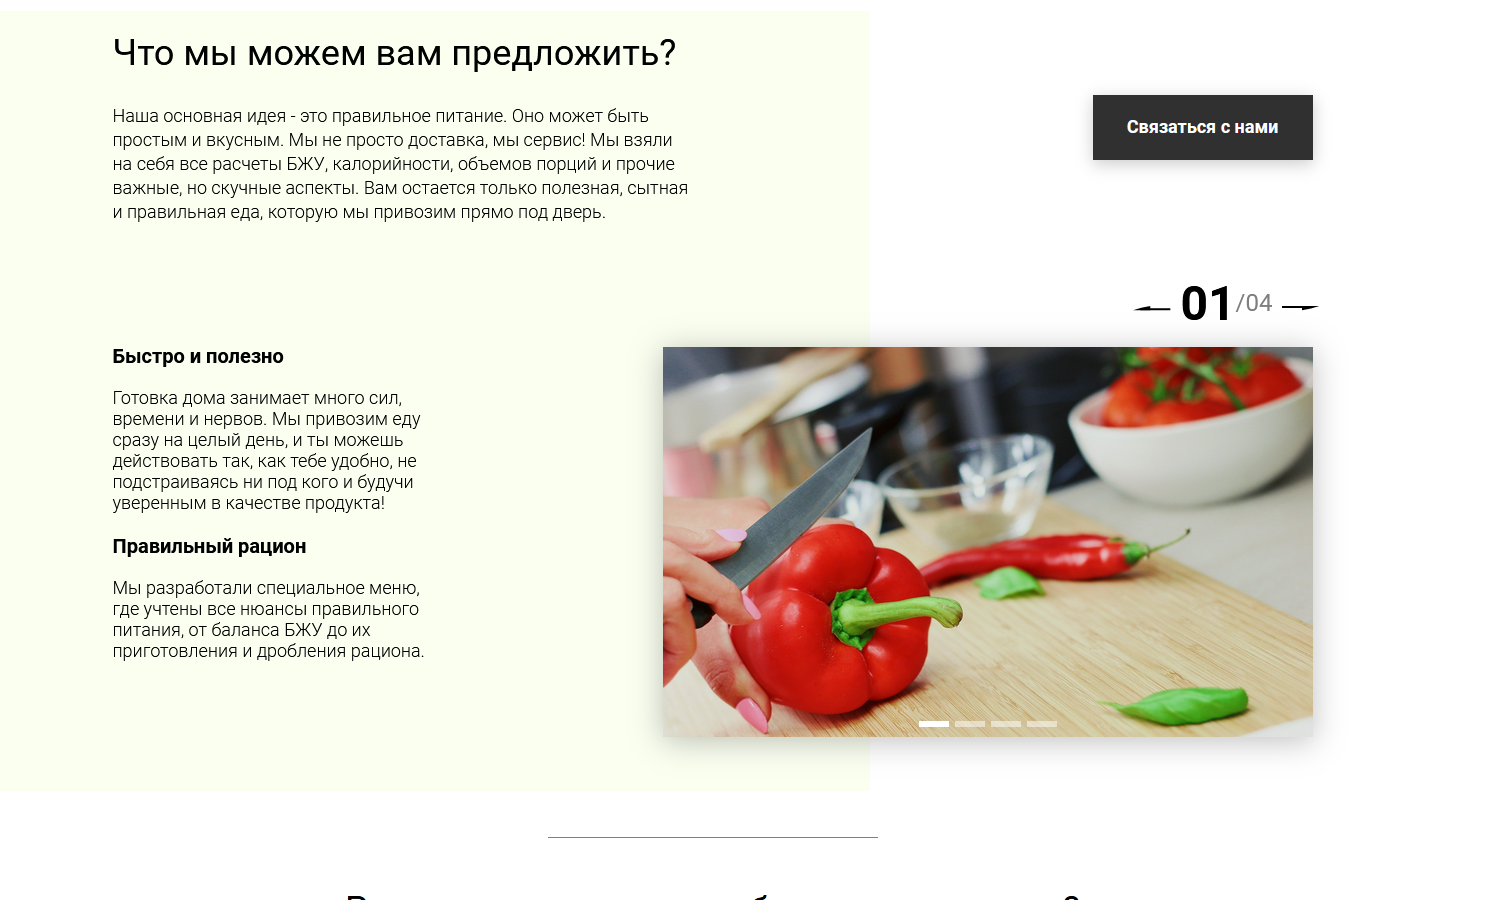 Что мы можем вам предложить?
Наша основная идея - это правильное питание. Оно может быть
простым и вкусным. Мы не просто доставка, мы сервис! Мы взяли
на себя все расчеты БЖУ, калорийности, объемов порций и прочие
важные, но скучные аспекты. Вам остается только полезная, сытная
и правильная еда, которую мы привозим прямо под дверь.
Связаться с нами
01/04
Быстро и полезно
Готовка дома занимает много сил,
времени и нервов. Мы привозим еду
сразу на целый день, и ты можешь
действовать так, как тебе удобно, не
подстраиваясь ни под кого и будучи
уверенным в качестве продукта!
Правильный рацион
Мы разработали специальное меню,
где учтены все нюансы правильного
питания, от баланса БЖУ до их
приготовления и дробления рациона.